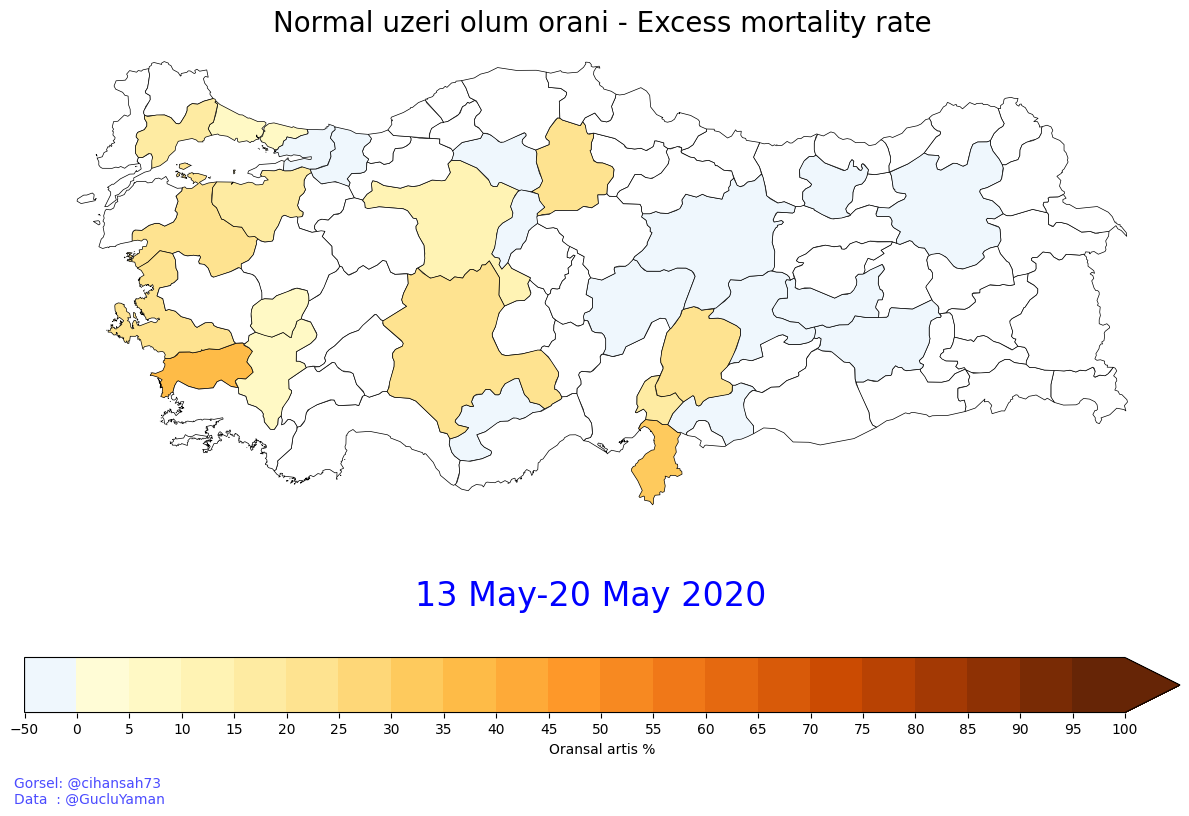 Normal uzeri olum orani - Excess mortality rate
13 May-20 May 2020
−50 0 5 10 15 20 25 30 35 40 45 50 55 60 65 70 75 80 85 90 95 100
Oransal artis %
Gorsel: @cihansah73
Data : @GucluYaman